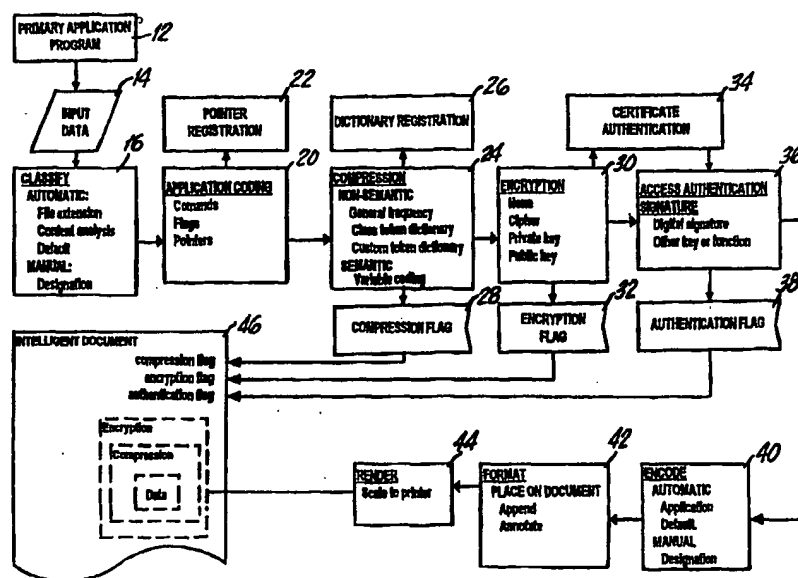 PRIMARY APPLICATION
PROGRAM
12
14
INPUT
DATA
22
POINTER
REGISTRATION
26
DICTIONARY REGISTRATION
34
CERTIFICATE
AUTHENTICATION
16
CLASSIFY
AUTOMATIC:
File extension
Content analysis
Default
MANUAL:
Designation
20
APPLICATION CODING
Comands
Flags
Pointers
24
COMPRESSION
NON-SEMANTIC
General frequency
Class token dictionary
Custom token dictionary
SEMANTIC
Variable coding
30
ENCRYPTION
None
Cipher
Private key
Public key
36
ACCESS AUTHENTICATION
SIGNATURE
Digital signature
Other key or function
28
COMPRESSION FLAG
32
ENCRYPTION
FLAG
38
AUTHENTICATION FLAG
46
INTELLIGENT DOCUMENT
compression flag
encryption flag
authentication flag
Encryption
Compression
Data
44
RENDER
Scale to printer
42
FORMAT
PLACE ON DOCUMENT
Append
Annotate
40
ENCODE
AUTOMATIC
Application
Default
MANUAL
Designation